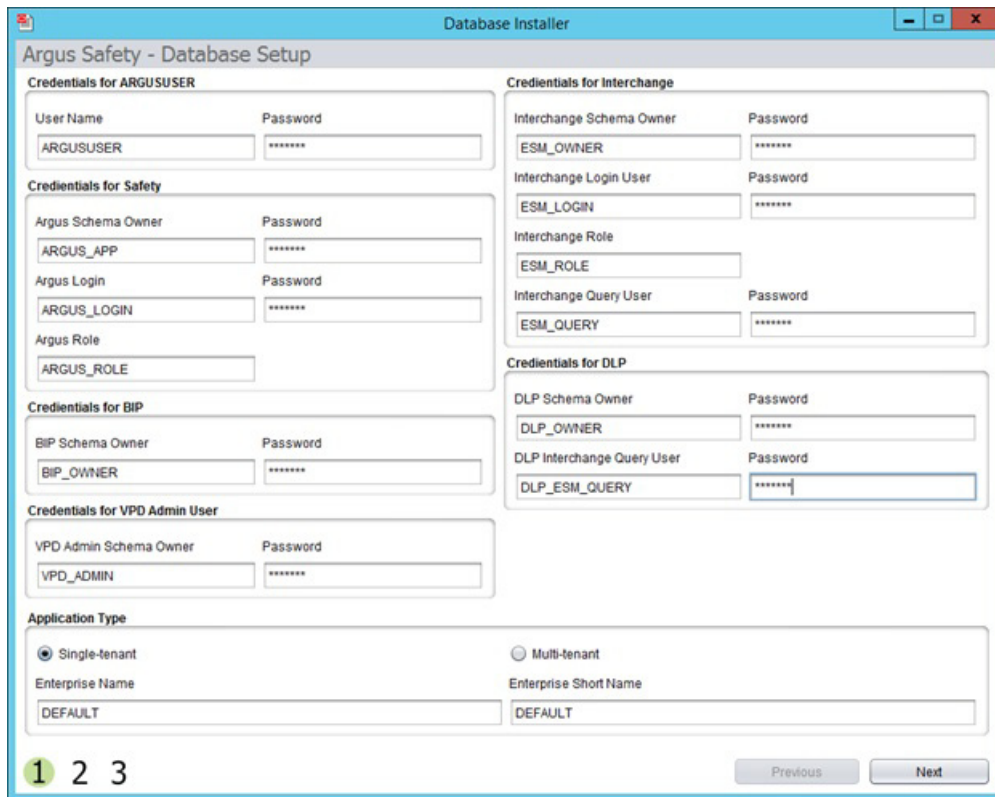 Database Installer
Argus Safety - Database Setup
Credentials for ARGUSUSER
User Name Password
ARGUSUSER *******
Credientials for Safety
Argus Schema Owner Password
ARGUS_APP *******
Argus Login Password
ARGUS_LOGIN *******
Argus Role
ARGUS_ROLE
Credentials for BIP
BIP Schema Owner Password
BIP_OWNER *******
Credentials for VPD Admin User
VPD Admin Schema Owner Password
VPD_ADMIN *******
Credientials for Interchange
Interchange Schema Owner Password
ESM_OWNER *******
Interchange Login User Password
ESM_LOGIN *******
Interchange Role
ESM_ROLE
Interchange Query User Password
ESM_QUERY *******
Credientials for DLP
DLP Schema Owner Password
DLP_OWNER *******
DLP Interchange Query User Password
DLP_ESM_QUERY *******
Application Type
Single-tenant Multi-tenant
Enterprise Name Enterprise Short Name
DEFAULT DEFAULT
1 2 3 Previous Next